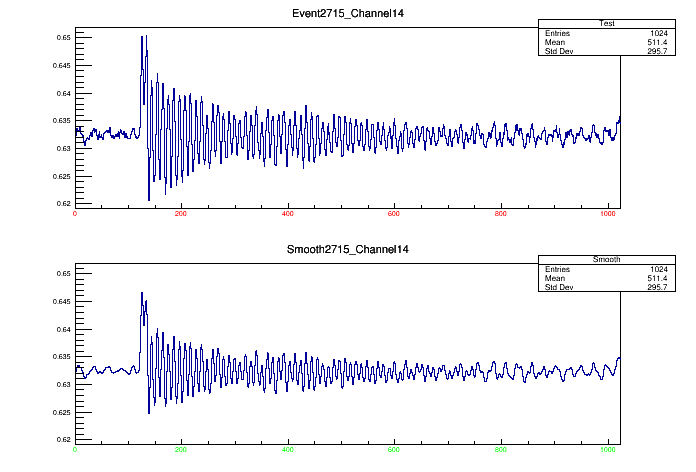 Event2715_Channel14
Test
Entries 1024
Mean 511.4
Std Dev 295.7
0.65
0.645
0.64
0.635
0.63
0.625
0.62
0 200 400 600 800 1000
Smooth2715_Channel14
Smooth
Entries 1024
Mean 511.4
Std Dev 295.7
0.65
0.645
0.64
0.635
0.63
0.625
0.62
0 200 400 600 800 1000